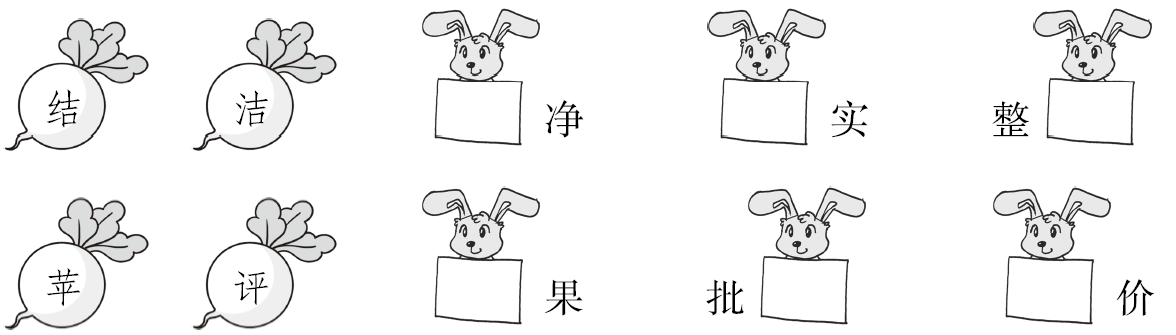 结 洁 净 实 整
苹 评 果 批 价